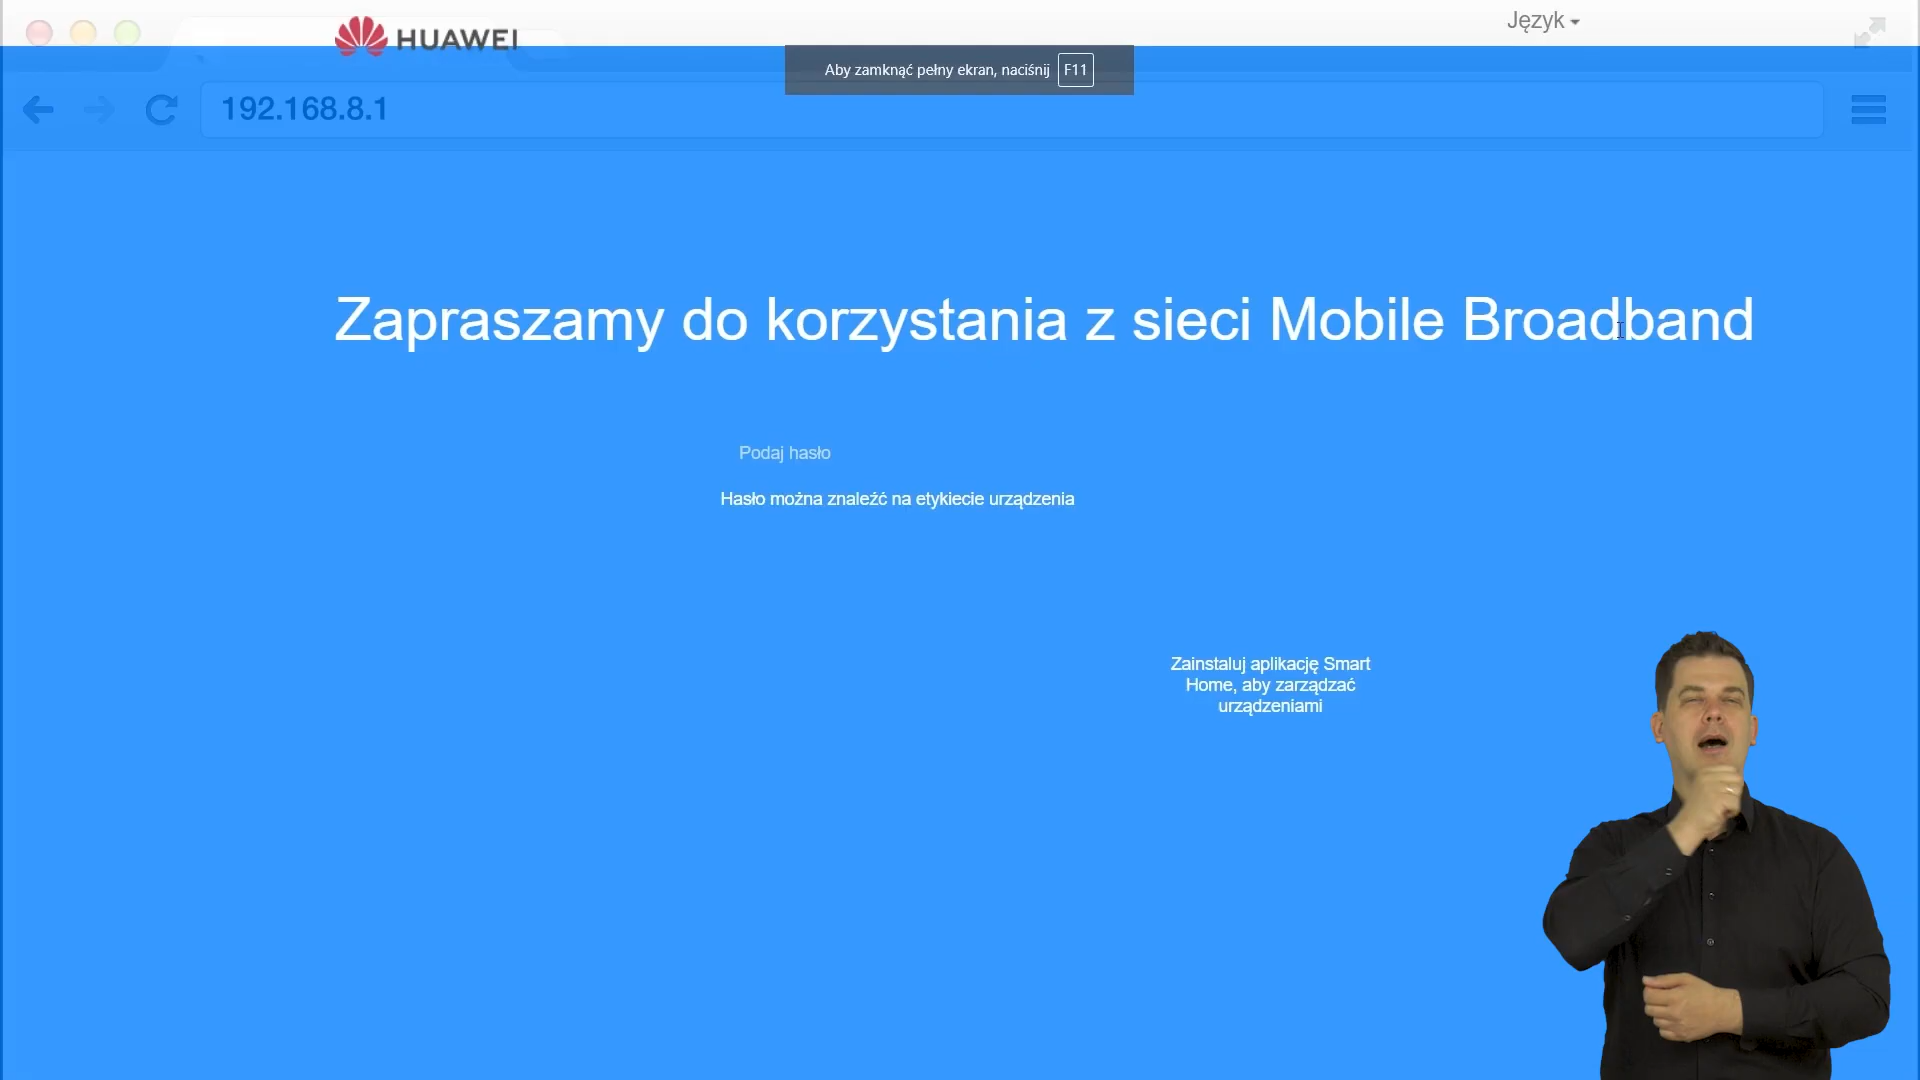 HUAWEI
Język
Aby zamknąć pełny ekran, naciśnij F11
192.168.8.1
Zapraszamy do korzystania z sieci Mobile Broadband
Podaj hasło
Hasło można znaleźć na etykiecie urządzenia
Zainstaluj aplikację Smart
Home, aby zarządzać
urządzeniami